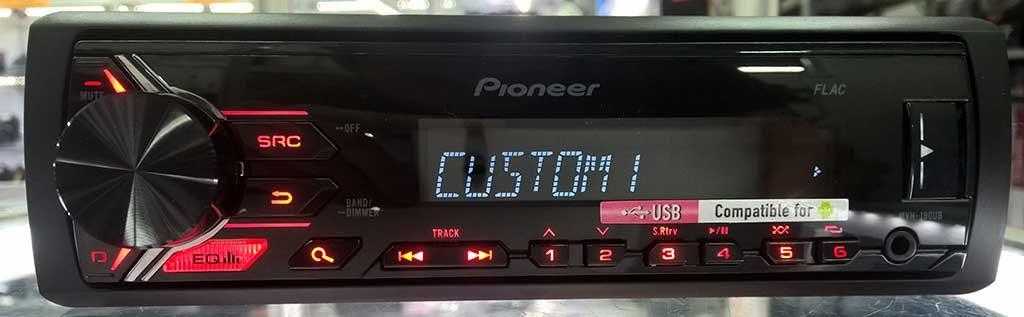 Pioneer
FLAC
MUTE
SRC
OFF
CUSTOM1
BAND/
DIMMER
USB Compatible for
MVH-190UB
EQ
TRACK
S.Rtrv
1 2 3 4 5 6